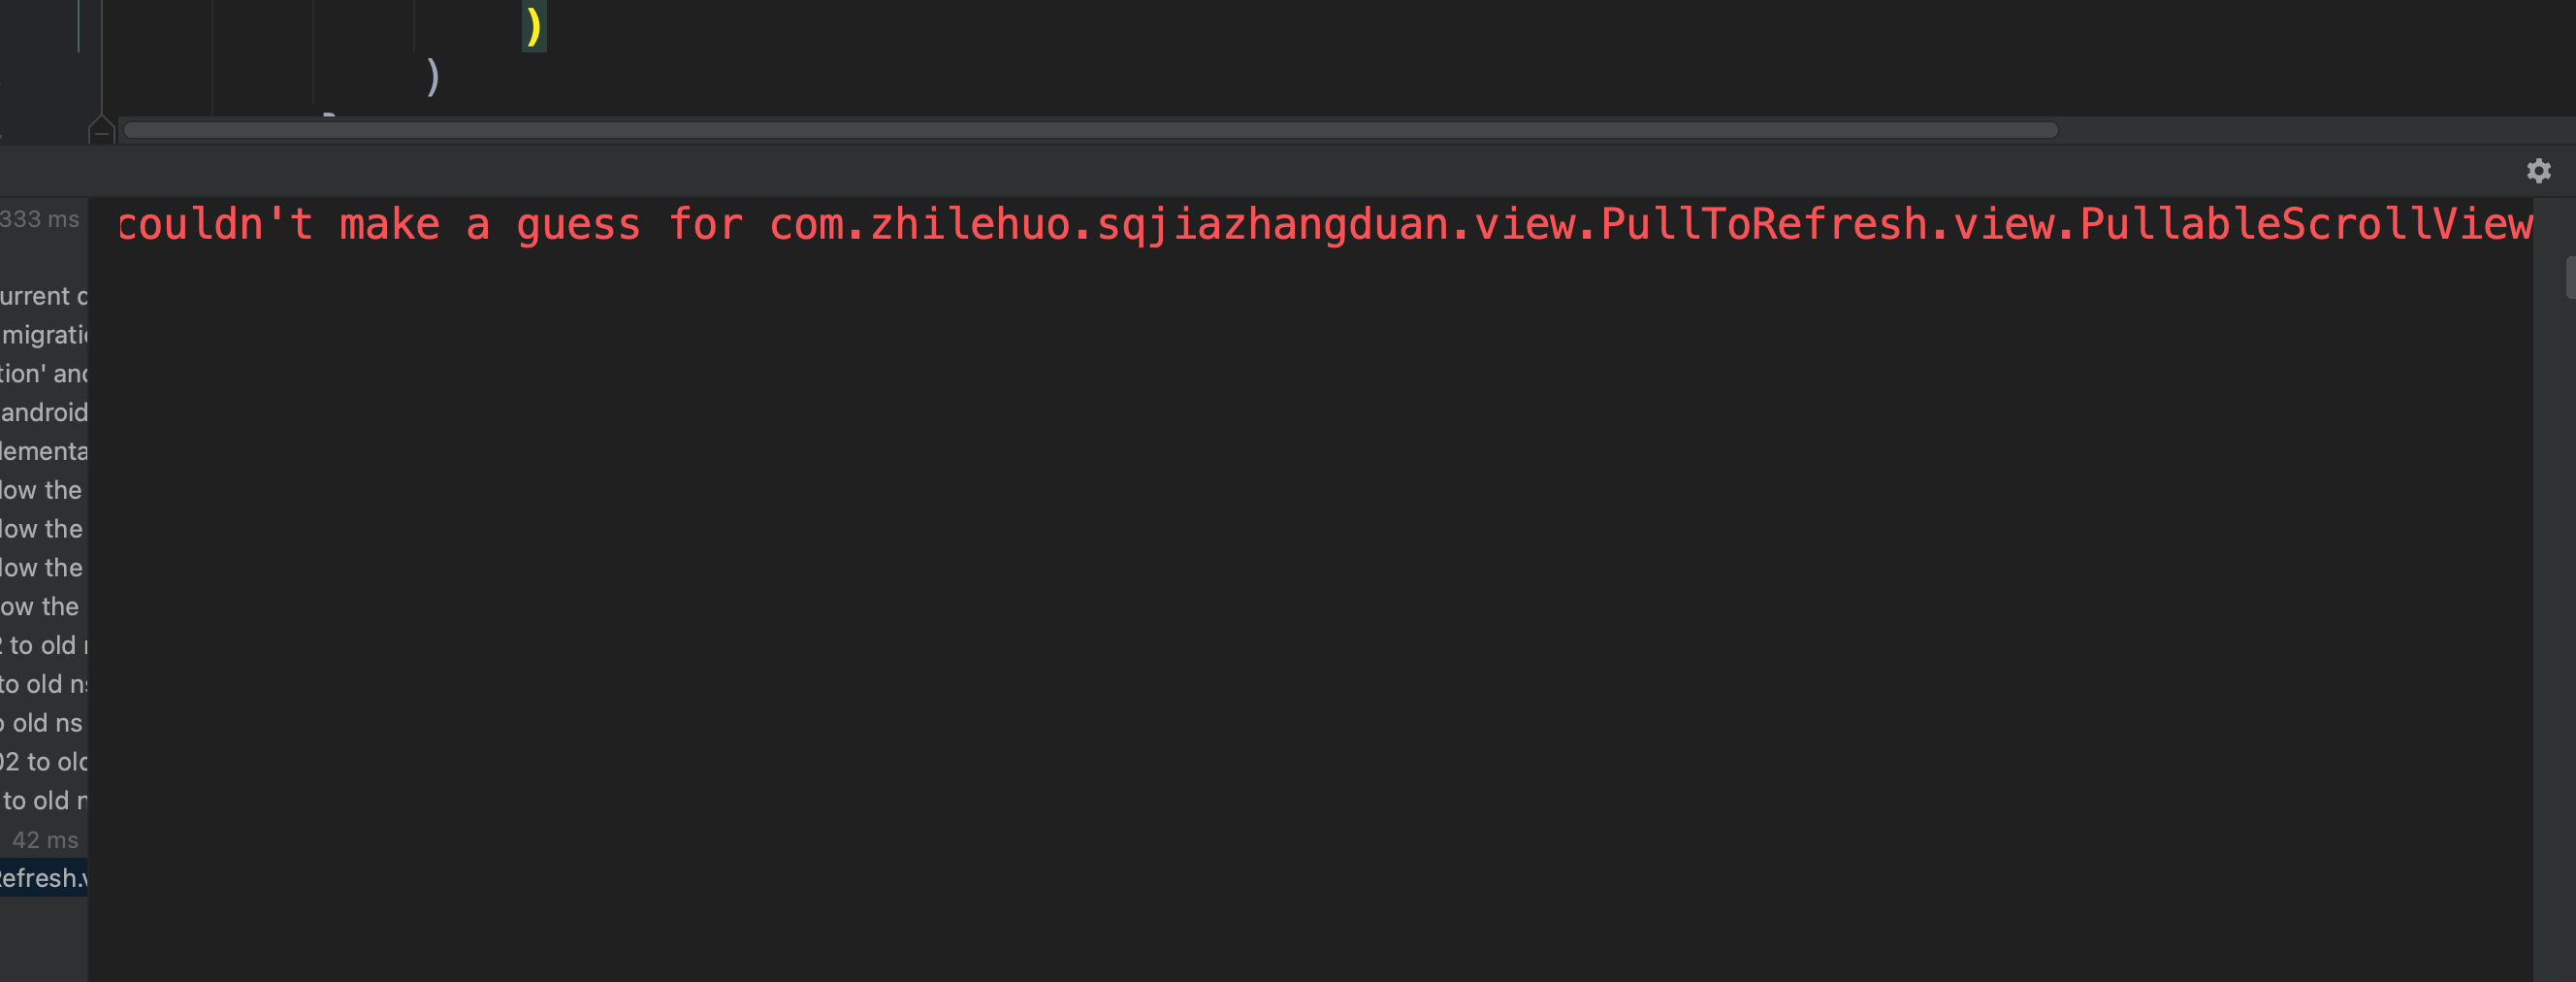 )
)
333 ms
couldn't make a guess for com.zhilehuo.sqjiazhangduan.view.PullToRefresh.view.PullableScrollView
urrent
migrati
tion' and
android
lementa
low the
low the
low the
ow the
to old
to old ns
old ns
02 to old
to old
42 ms
Refresh.v